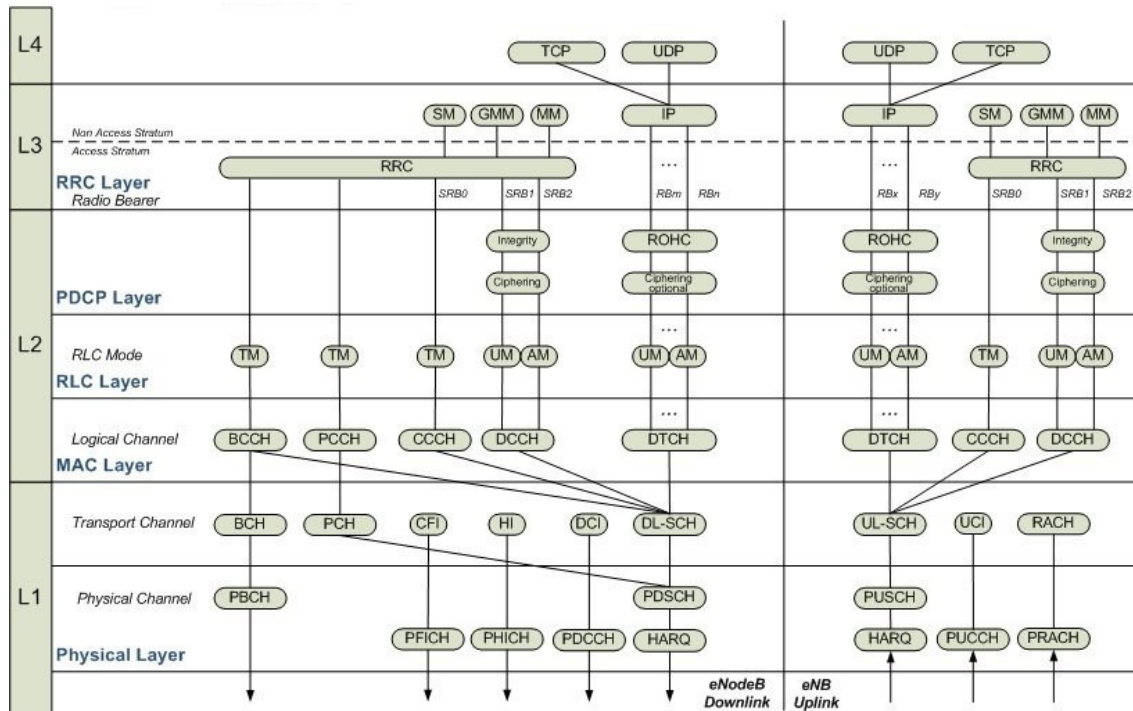 L4
TCP UDP UDP TCP
SM GMM MM IP IP SM GMM MM
Non Access Stratum
L3
Access Stratum
RRC ... ... RRC
RRC Layer
Radio Bearer SRB0 SRB1 SRB2 RBm RBn RBx RBy SRB0 SRB1 SRB2
Integrity ROHC ROHC Integrity
Ciphering Ciphering optional Ciphering optional Ciphering
PDCP Layer
... ...
L2
RLC Mode TM TM TM UM AM UM AM UM AM TM UM AM
RLC Layer
... ...
Logical Channel BCCH PCCH CCCH DCCH DTCH DTCH CCCH DCCH
MAC Layer
Transport Channel BCH PCH CFI HI DCI DL-SCH UL-SCH UCI RACH
L1
Physical Channel PBCH PDSCH PUSCH
PFICH PHICH PDCCH HARQ HARQ PUCCH PRACH
Physical Layer
eNodeB eNB
Downlink Uplink